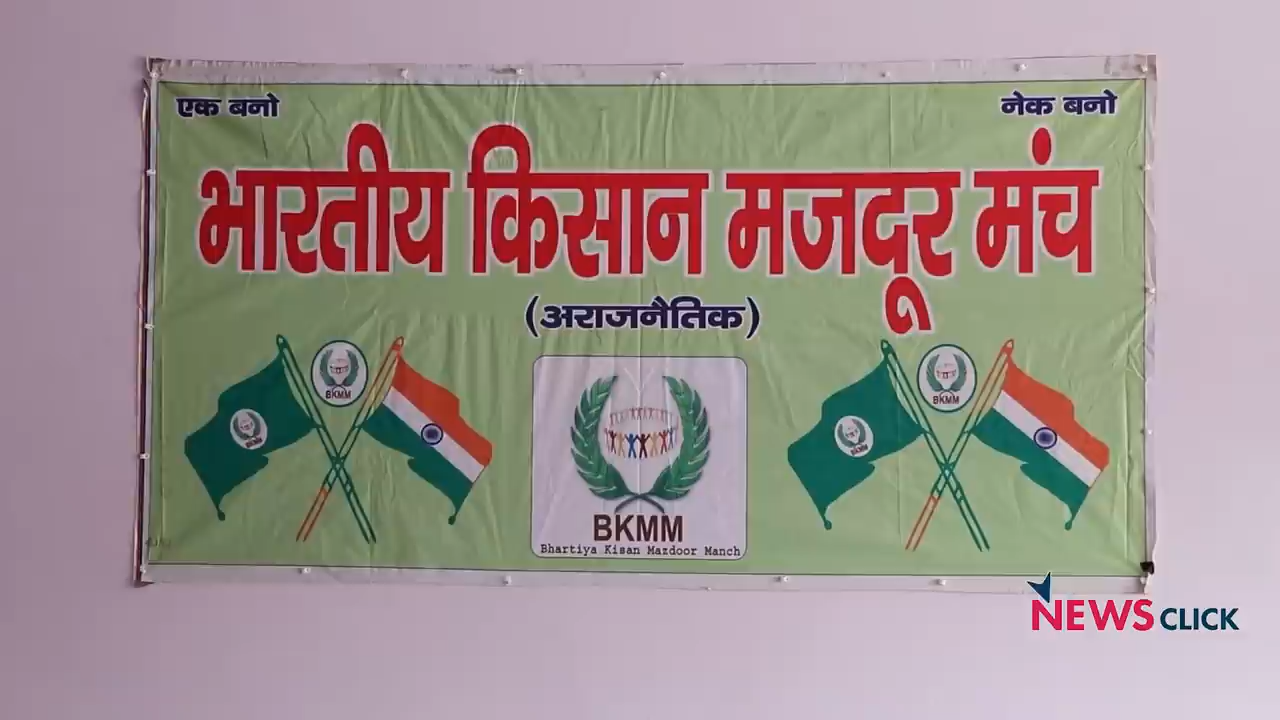 एक बनो
नेक बनो
भारतीय किसान मजदूर मंच
(अराजनैतिक)
BKMM
BKMM
BKMM
BKMM
BKMM
Bhartiya Kisan Mazdoor Manch
NEWSCLICK